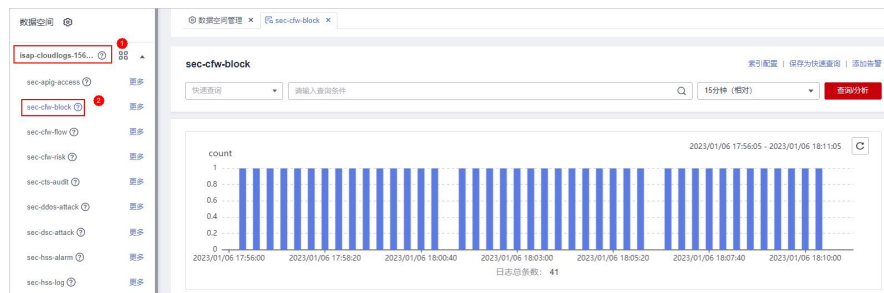 数据空间
isap-cloudlogs-156...
1
sec-apig-access 更多
sec-cfw-block 2 更多
sec-cfw-flow 更多
sec-cfw-risk 更多
sec-cts-audit 更多
sec-ddos-attack 更多
sec-dsc-attack 更多
sec-hss-alarm 更多
sec-hss-log 更多
数据空间管理 × sec-cfw-block ×
sec-cfw-block
索引配置 | 保存为快速查询 | 添加告警
快速查询 请输入查询条件 15分钟（相对） 查询/分析
2023/01/06 17:56:05 - 2023/01/06 18:11:05
count
1
0.8
0.6
0.4
0.2
0
2023/01/06 17:56:00 2023/01/06 17:58:20 2023/01/06 18:00:40 2023/01/06 18:03:00 2023/01/06 18:05:20 2023/01/06 18:07:40 2023/01/06 18:10:00
日志总条数： 41